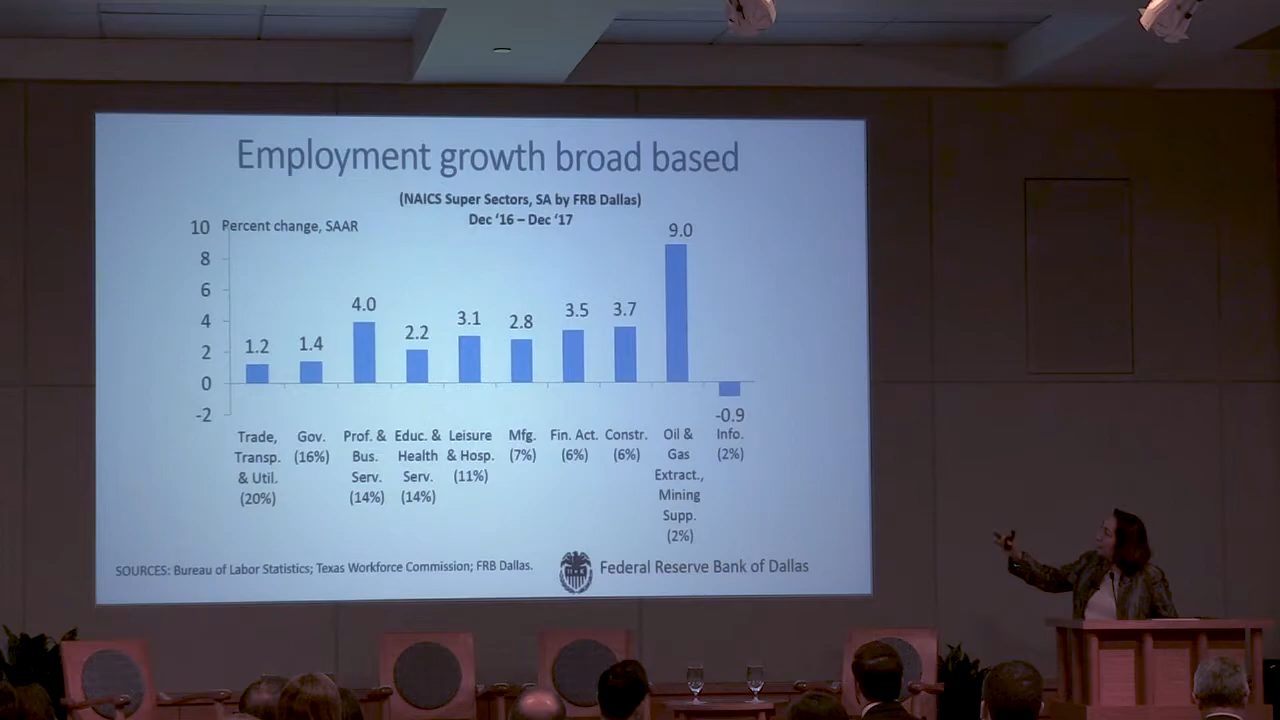 Employment growth broad based
(NAICS Super Sectors, SA by FRB Dallas)
Dec ‘16 – Dec ‘17
Percent change, SAAR
10
8
6
4
2
0
-2
1.2
1.4
4.0
2.2
3.1
2.8
3.5
3.7
9.0
-0.9
Trade,
Transp.
& Util.
(20%)
Gov.
(16%)
Prof. &
Bus.
Serv.
(14%)
Educ. &
Health
Serv.
(14%)
Leisure
& Hosp.
(11%)
Mfg.
(7%)
Fin. Act.
(6%)
Constr.
(6%)
Oil &
Gas
Extract.,
Mining
Supp.
(2%)
Info.
(2%)
SOURCES: Bureau of Labor Statistics; Texas Workforce Commission; FRB Dallas.
Federal Reserve Bank of Dallas